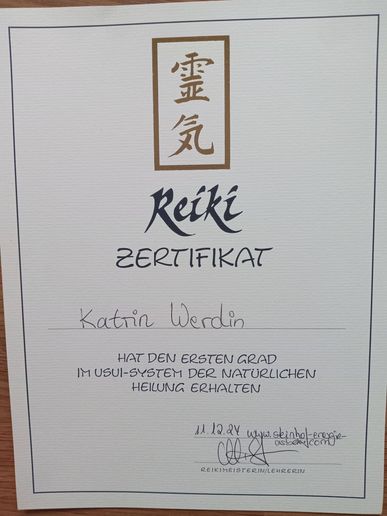 靈
気
Reiki
ZERTIFIKAT
Katrin Werdin
HAT DEN ERSTEN GRAD
IM USUI-SYSTEM DER NATÜRLICHEN
HEILUNG ERHALTEN
11.12.24
REIKIMEISTERIN/LEHRERIN